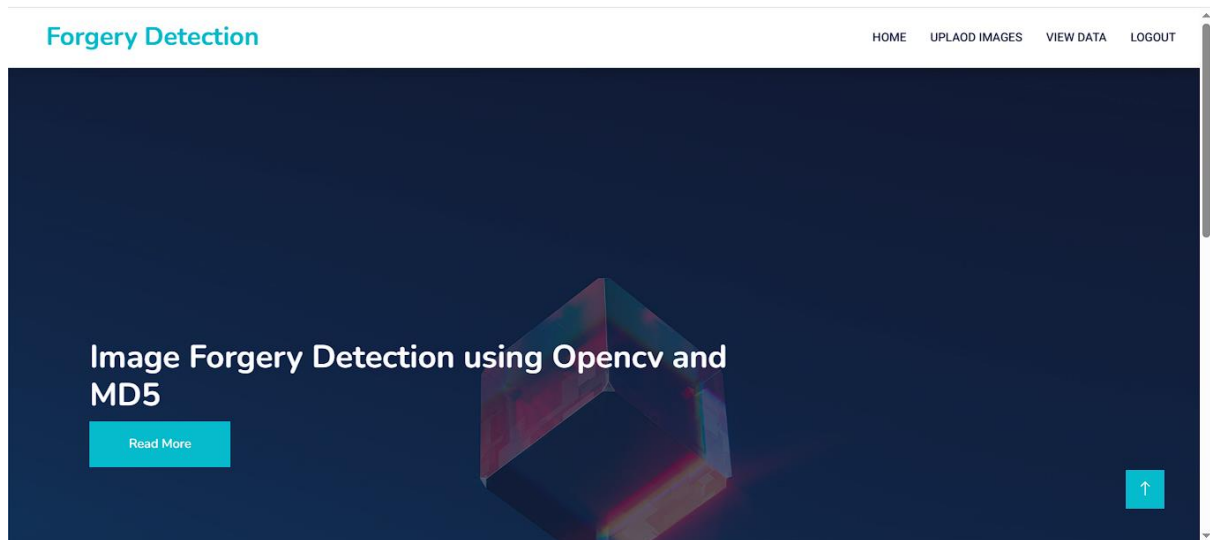 Forgery Detection
HOME UPLAOD IMAGES VIEW DATA LOGOUT
Image Forgery Detection using Opencv and
MD5
Read More